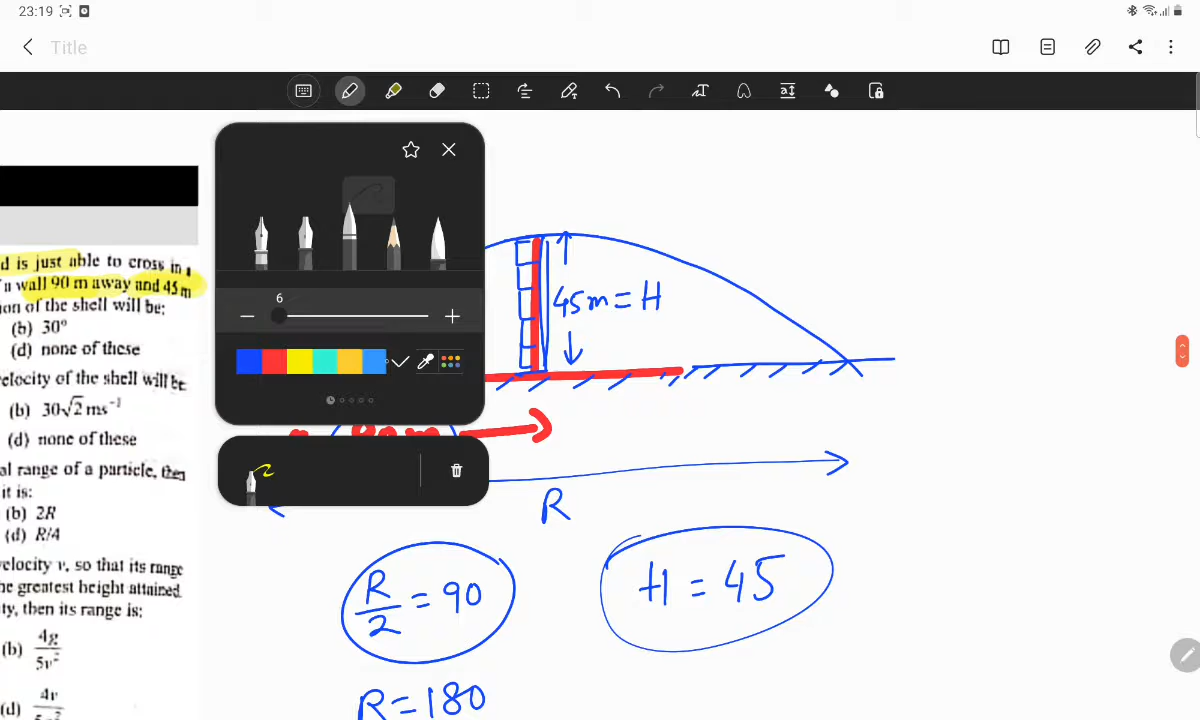 23:19
Title
6
d is just able to cross in a
a wall 90 m away and 45 m
ion of the shell will be:
(b) 30°
(d) none of these
elocity of the shell will be
(b) 30√2 ms⁻¹
(d) none of these
al range of a particle, then
it is:
(b) 2R
(d) R/4
elocity v, so that its range
he greatest height attained
ity, then its range is:
(b) 4g/5v²
(d) 4v
45m = H
R
R/2 = 90
H = 45
R = 180